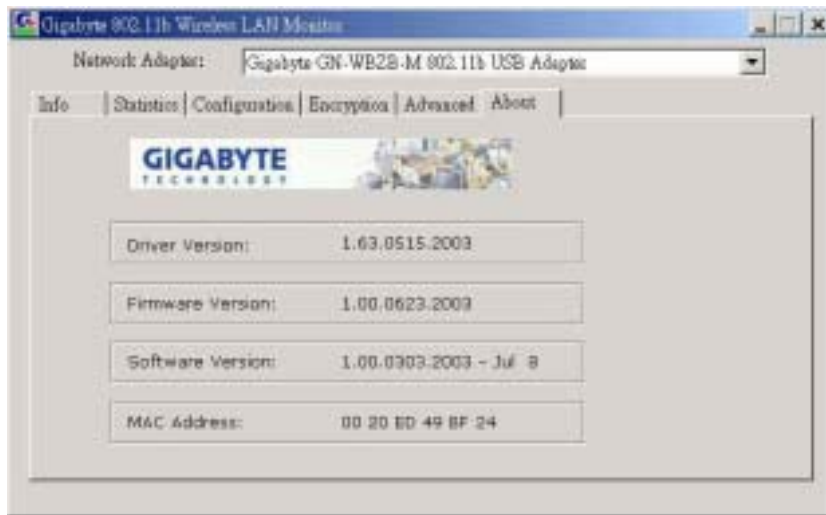 Gigabyte 802.11b Wireless LAN Monitor
Network Adapter: Gigabyte GN-WBZB-M 802.11b USB Adapter
Info Statistics Configuration Encryption Advanced About
GIGABYTE
TECHNOLOGY
Driver Version: 1.63.0515.2003
Firmware Version: 1.00.0623.2003
Software Version: 1.00.0303.2003 - Jul 8
MAC Address: 00 20 ED 49 BF 24